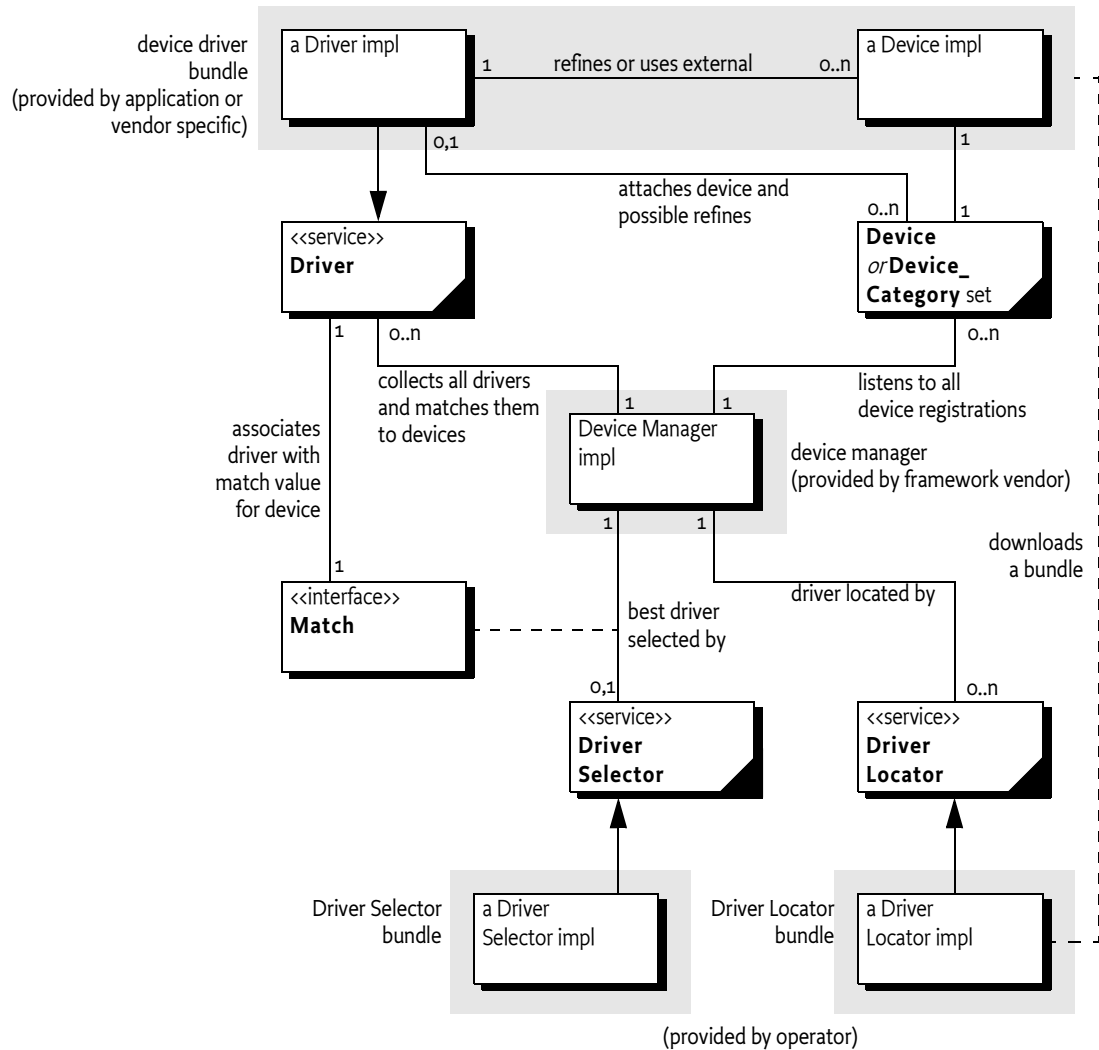 device driver
bundle
(provided by application or
vendor specific)
a Driver impl
1
refines or uses external
0..n
a Device impl
0,1
1
attaches device and
possible refines
0..n
1
<<service>>
Driver
Device
or Device_
Category set
1
0..n
0..n
collects all drivers
and matches them
to devices
listens to all
device registrations
1
1
associates
driver with
match value
for device
Device Manager
impl
device manager
(provided by framework vendor)
1
1
downloads
a bundle
1
driver located by
<<interface>>
Match
best driver
selected by
0,1
0..n
<<service>>
Driver
Selector
<<service>>
Driver
Locator
Driver Selector
bundle
a Driver
Selector impl
Driver Locator
bundle
a Driver
Locator impl
(provided by operator)